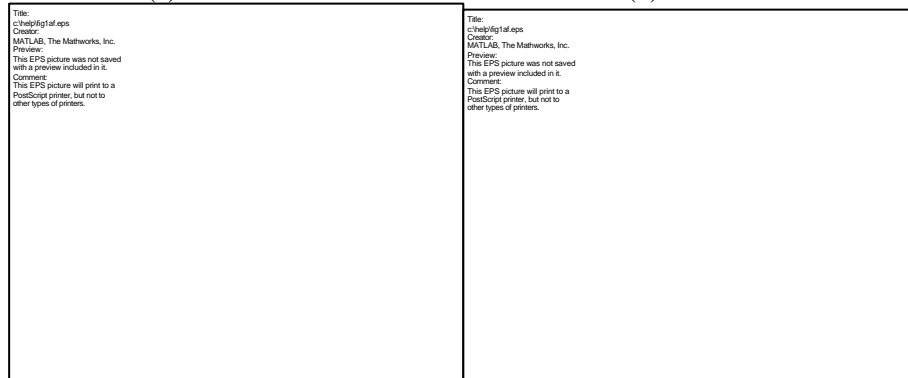 Title:
c:\help\fig1af.eps
Creator:
MATLAB, The Mathworks, Inc.
Preview:
This EPS picture was not saved
with a preview included in it.
Comment:
This EPS picture will print to a
PostScript printer, but not to
other types of printers.
Title:
c:\help\fig1af.eps
Creator:
MATLAB, The Mathworks, Inc.
Preview:
This EPS picture was not saved
with a preview included in it.
Comment:
This EPS picture will print to a
PostScript printer, but not to
other types of printers.